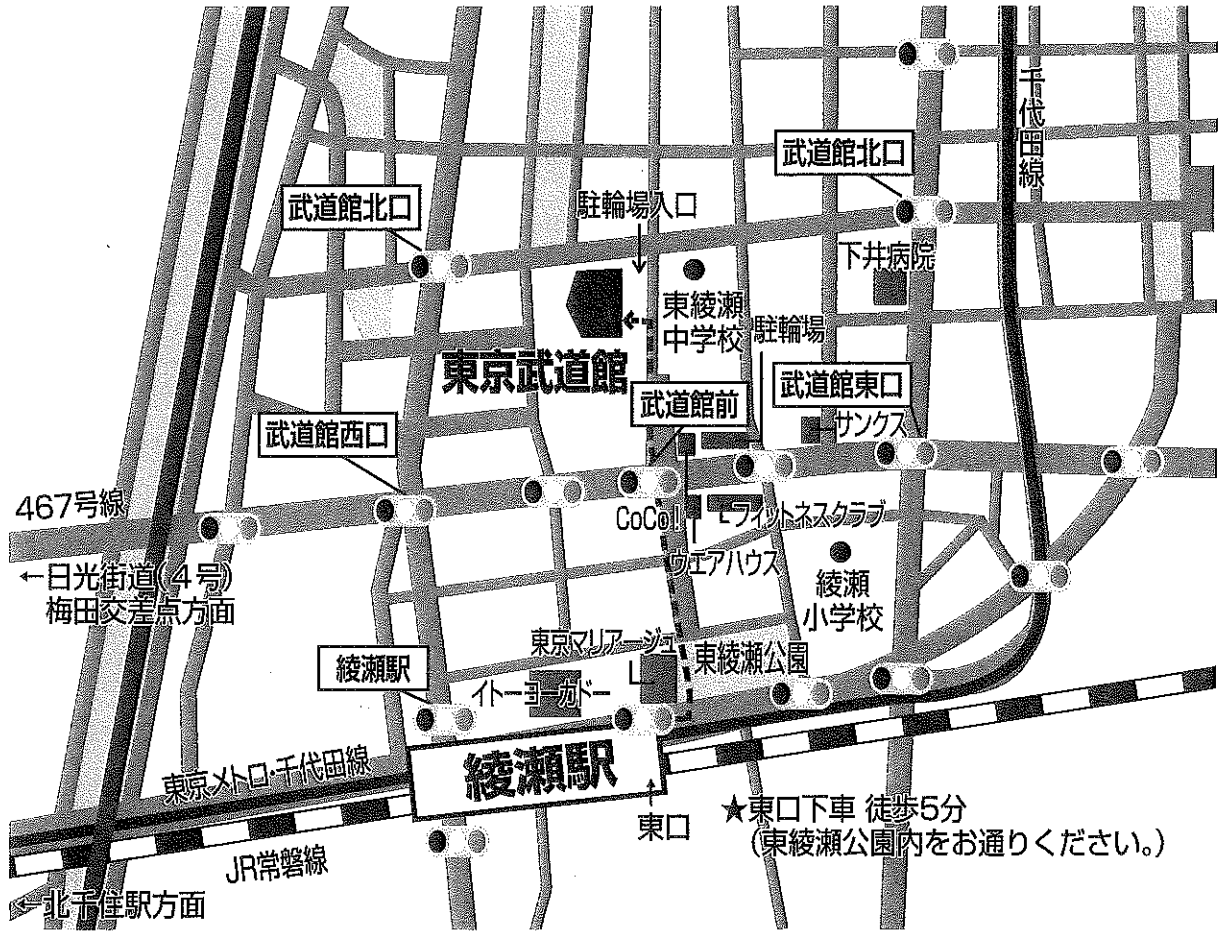 千代田線
武道館北口
武道館北口
駐輪場入口
下井病院
東綾瀬
中学校
駐輪場
東京武道館
武道館前
武道館東口
サンクス
武道館西口
467号線
CoCo!
フィットネスクラブ
ウエアハウス
←日光街道(4号)
梅田交差点方面
綾瀬
小学校
東京マリアージュ
東綾瀬公園
綾瀬駅
イトーヨーカドー
綾瀬駅
東京メトロ・千代田線
↑
東口
★東口下車 徒歩5分
(東綾瀬公園内をお通りください。)
JR常磐線
←北千住駅方面